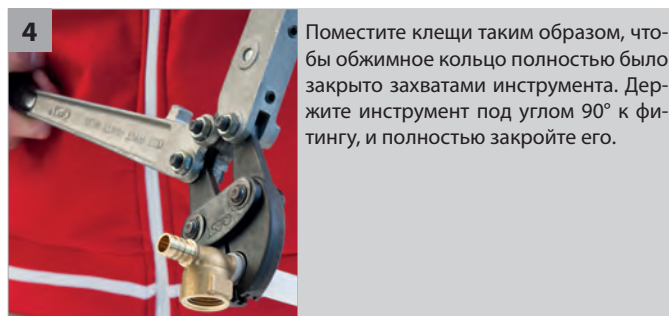 4
Поместите клещи таким образом, что-
бы обжимное кольцо полностью было
закрыто захватами инструмента. Дер-
жите инструмент под углом 90° к фи-
тингу, и полностью закройте его.